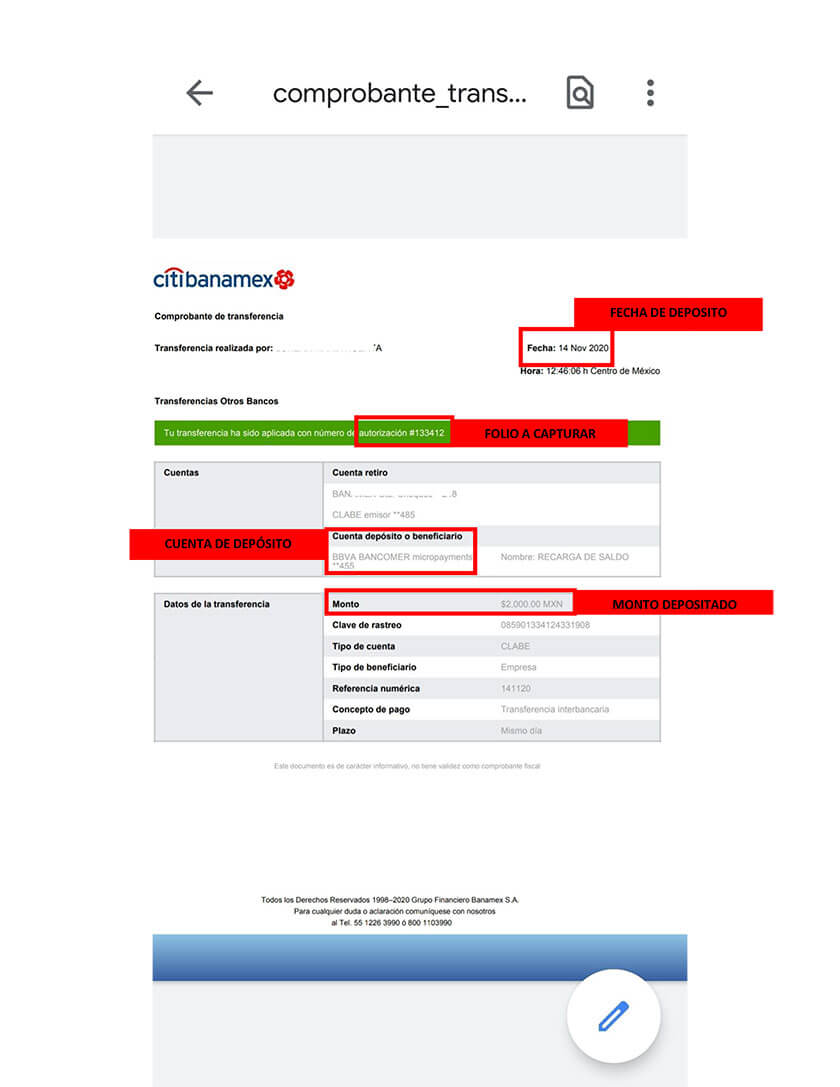 comprobante_trans...
citibanamex
FECHA DE DEPOSITO
Comprobante de transferencia
Transferencia realizada por: TA
Fecha: 14 Nov 2020
Hora: 12:46:06 h Centro de México
Transferencias Otros Bancos
Tu transferencia ha sido aplicada con número de autorización #133412
FOLIO A CAPTURAR
Cuentas
Cuenta retiro
CLABE emisor **485
CUENTA DE DEPÓSITO
Cuenta depósito o beneficiario
BBVA BANCOMER micropayments Nombre: RECARGA DE SALDO
**455
Datos de la transferencia
Monto $2,000.00 MXN
MONTO DEPOSITADO
Clave de rastreo 085901334124331908
Tipo de cuenta CLABE
Tipo de beneficiario Empresa
Referencia numérica 141120
Concepto de pago Transferencia interbancaria
Plazo Mismo día
Este documento es de carácter informativo, no tiene validez como comprobante fiscal
Todos los Derechos Reservados 1998–2020 Grupo Financiero Banamex S.A.
Para cualquier duda o aclaración comuníquese con nosotros
al Tel. 55 1226 3990 ó 800 1103990